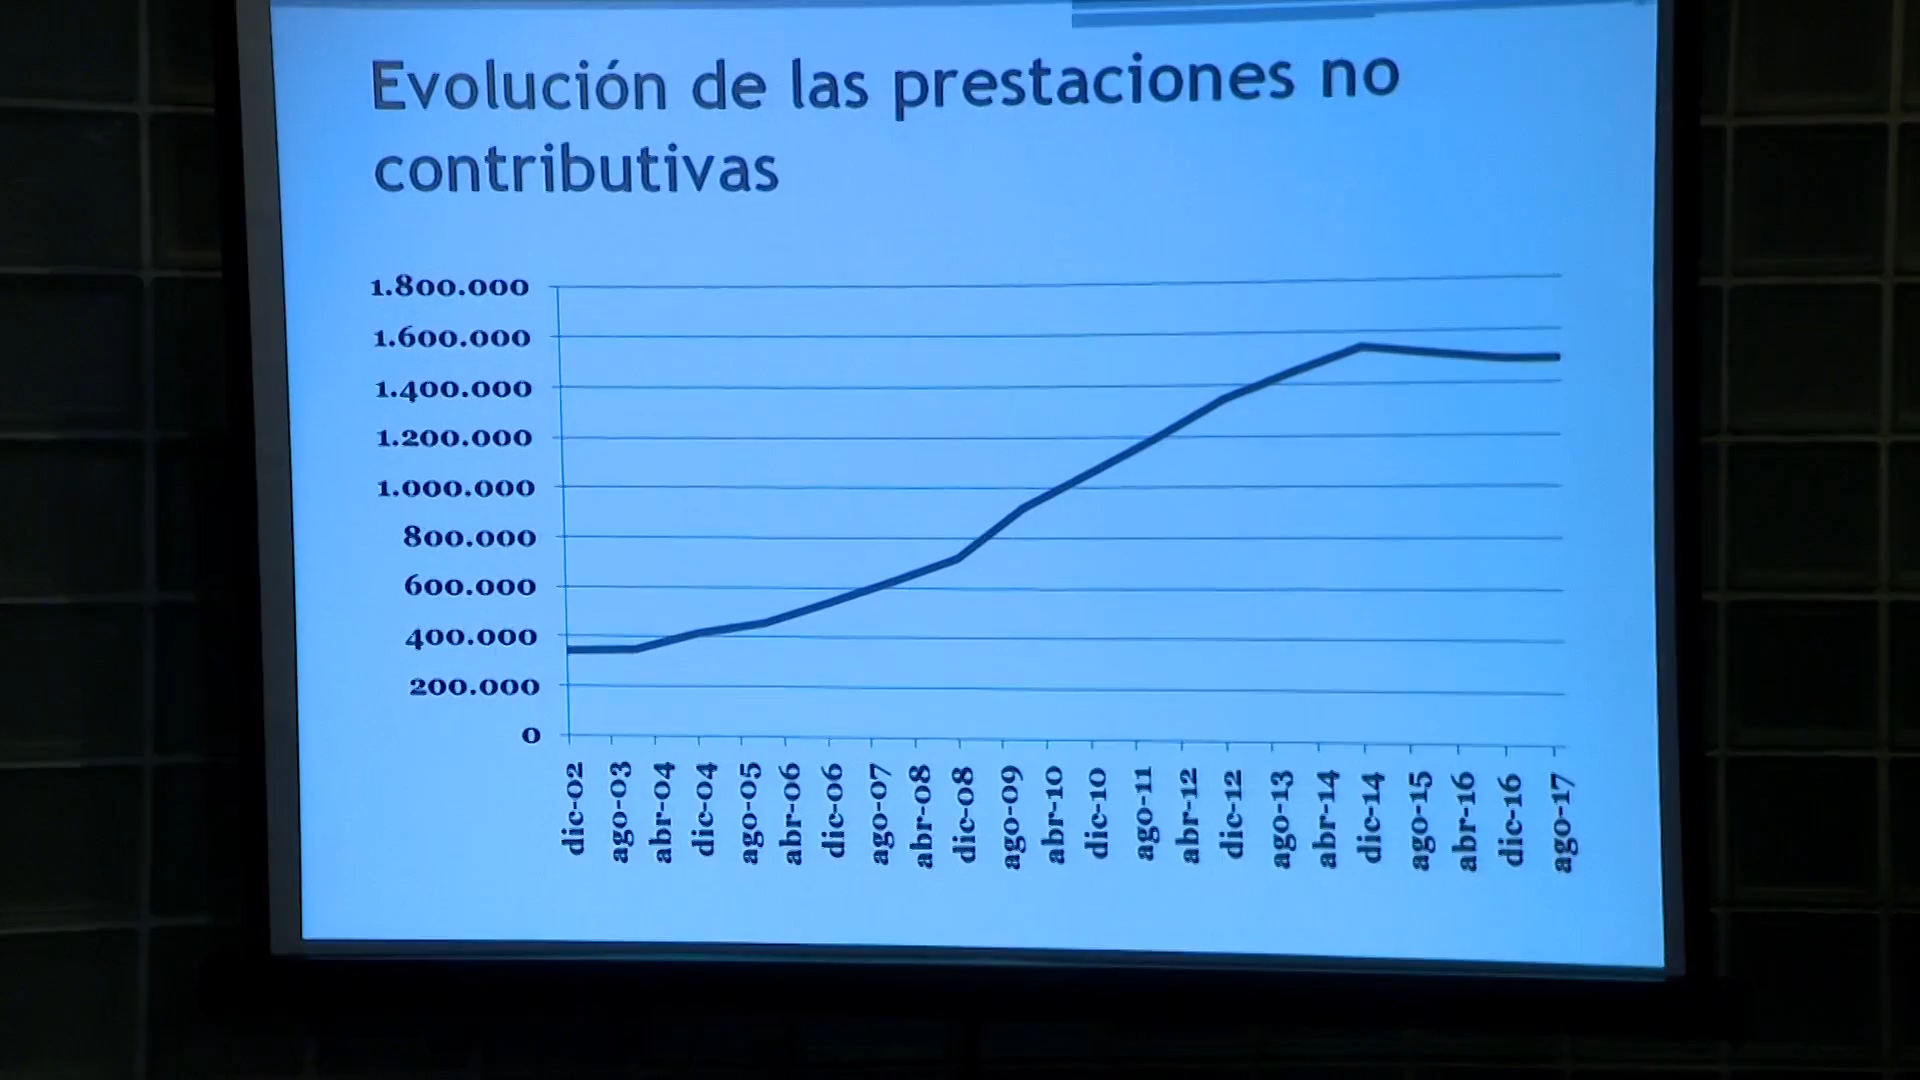 Evolución de las prestaciones no
contributivas
1.800.000
1.600.000
1.400.000
1.200.000
1.000.000
800.000
600.000
400.000
200.000
0
dic-02
ago-03
abr-04
dic-04
ago-05
abr-06
dic-06
ago-07
abr-08
dic-08
ago-09
abr-10
dic-10
ago-11
abr-12
dic-12
ago-13
abr-14
dic-14
ago-15
abr-16
dic-16
ago-17